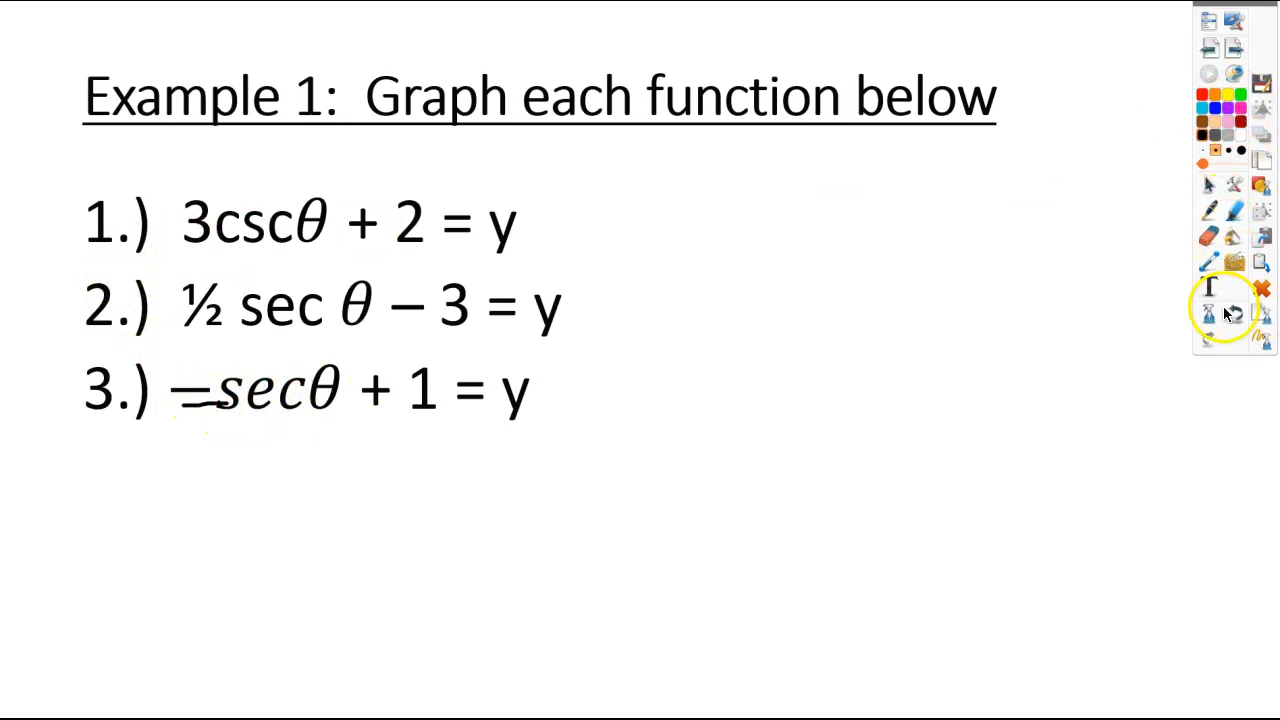 Example 1: Graph each function below
1.) 3cscθ + 2 = y
2.) ½ sec θ – 3 = y
3.) −secθ + 1 = y
T